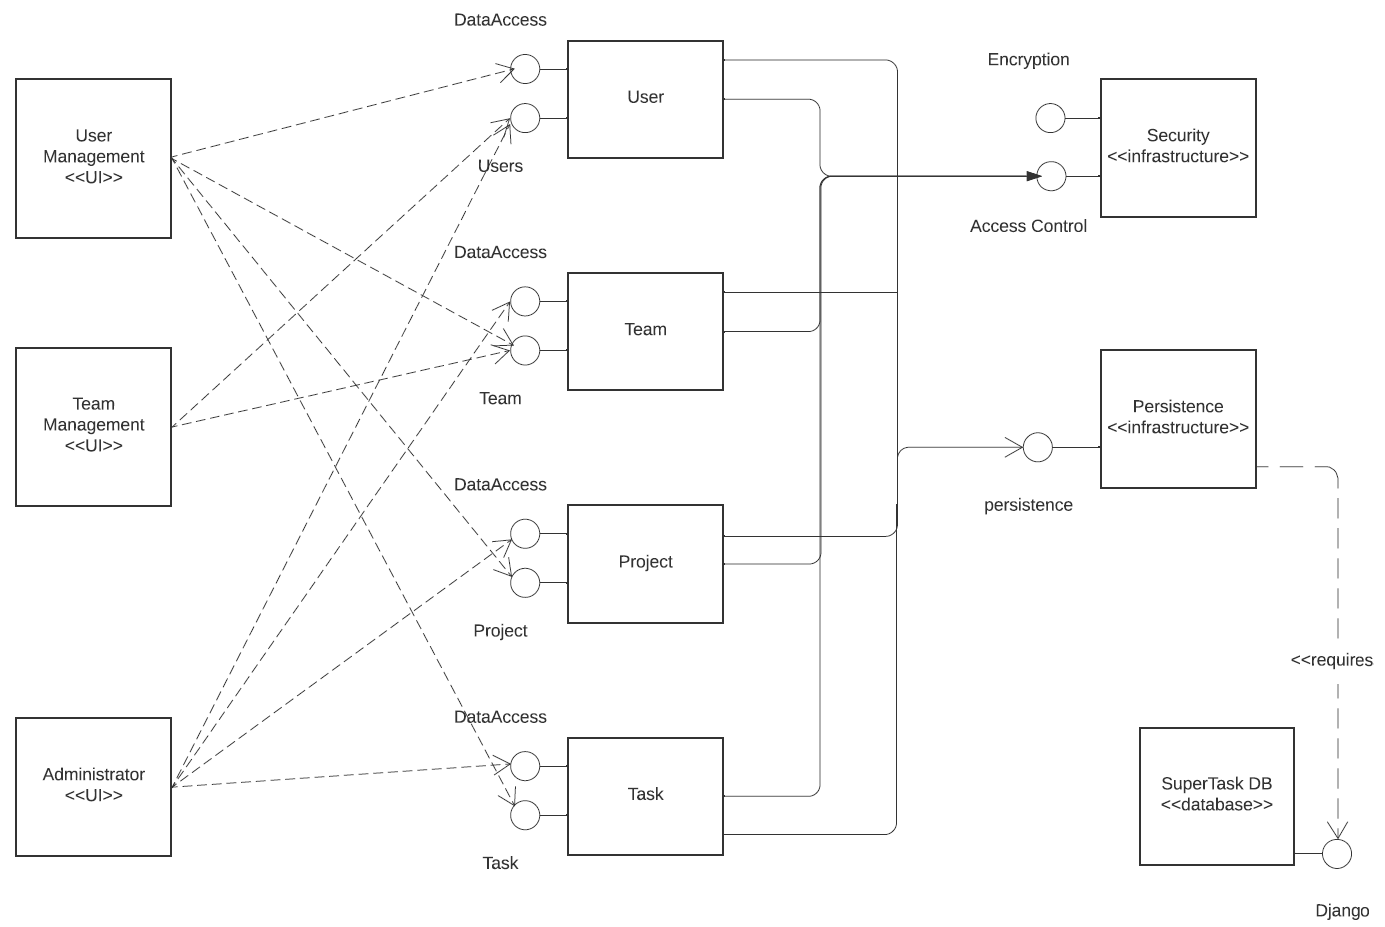 DataAccess
User
Encryption
User
Management
<<UI>>
Security
<<infrastructure>>
Users
Access Control
DataAccess
Team
Team
Team
Management
<<UI>>
Persistence
<<infrastructure>>
DataAccess
persistence
Project
Project
<<requires
DataAccess
Administrator
<<UI>>
Task
SuperTask DB
<<database>>
Task
Django